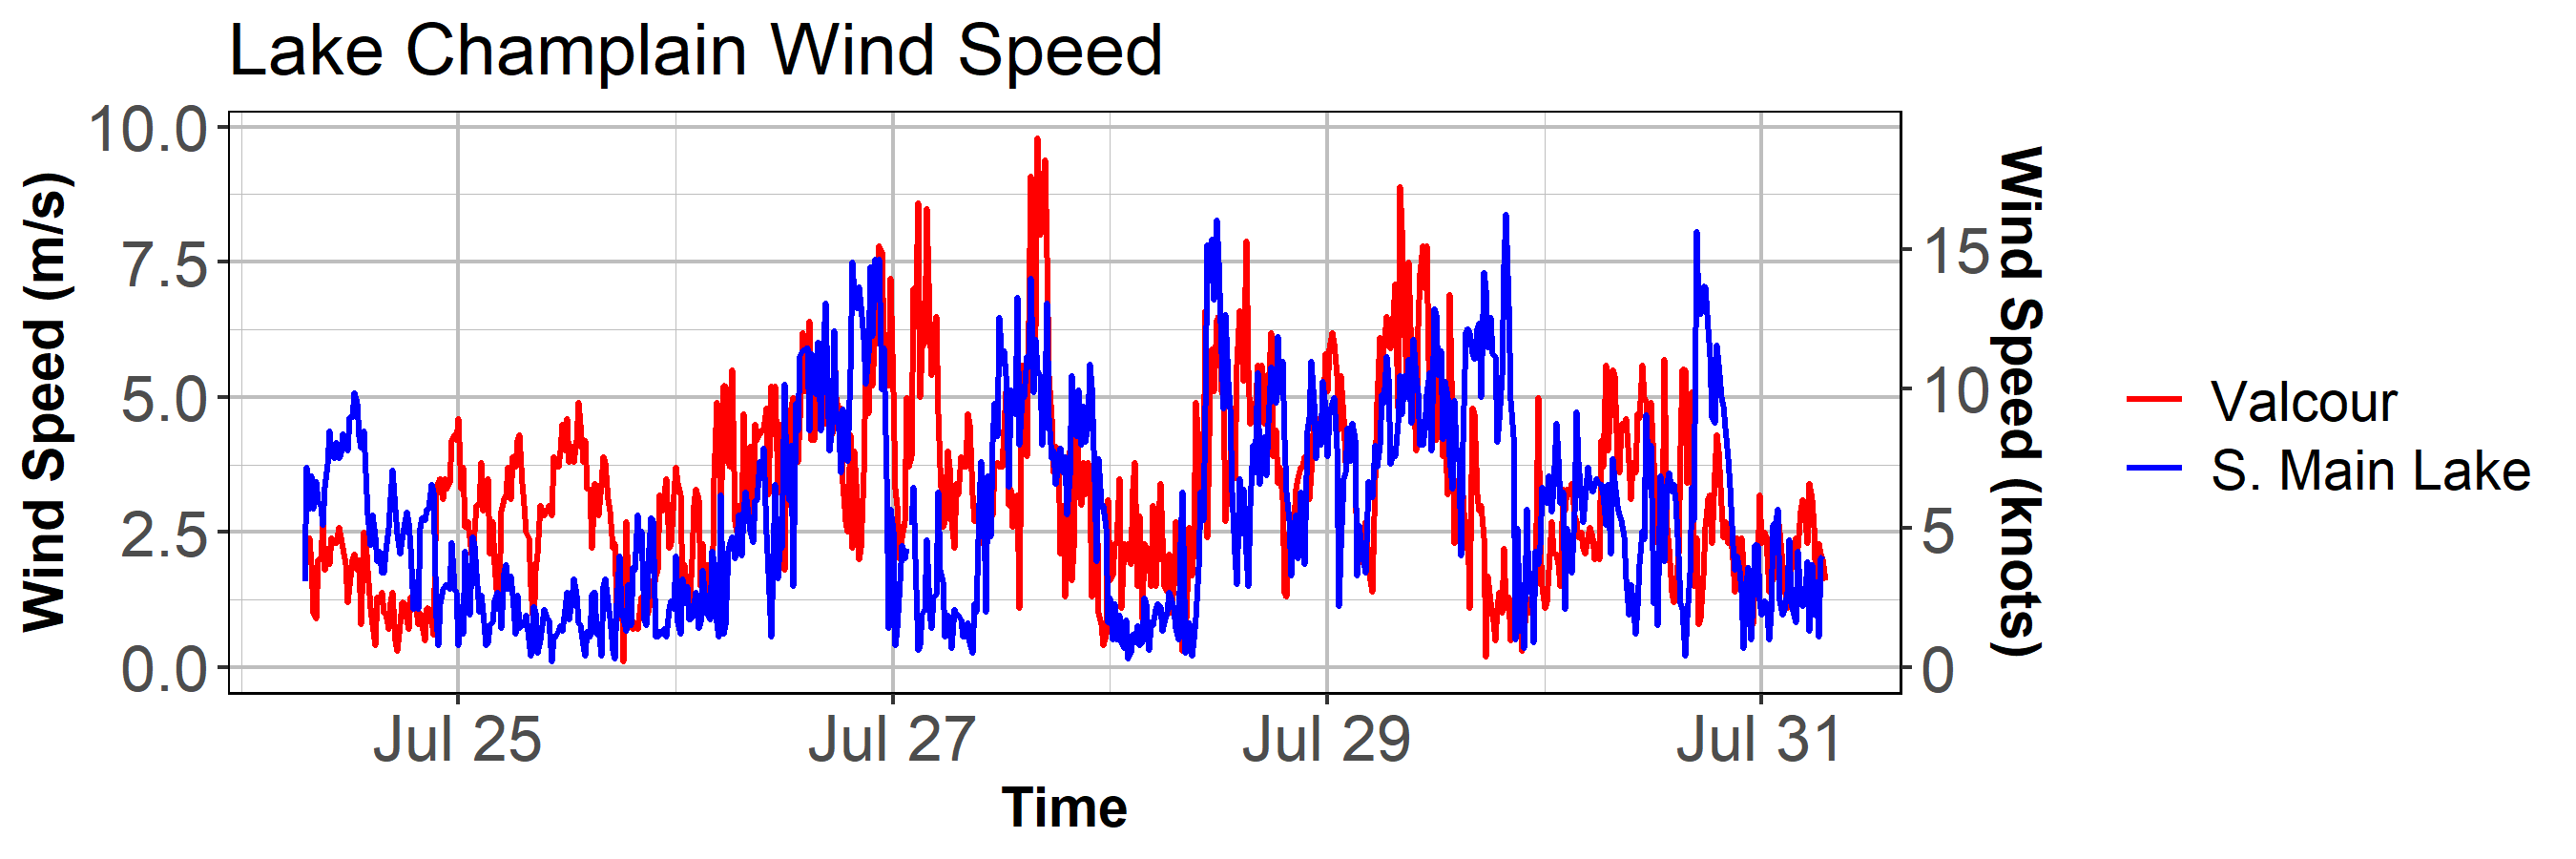 Lake Champlain Wind Speed
Wind Speed (m/s)
10.0
7.5
5.0
2.5
0.0
15
10
5
0
Wind Speed (knots)
Jul 25
Jul 27
Jul 29
Jul 31
Time
Valcour
S. Main Lake